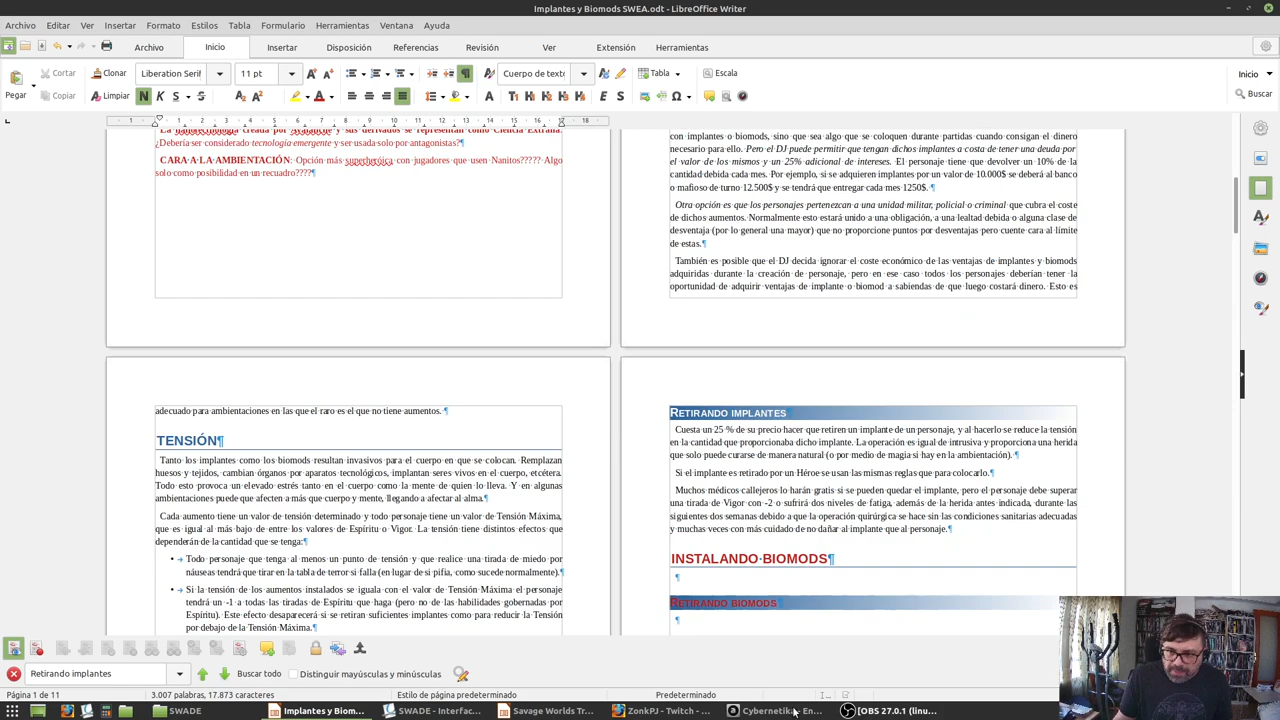 Implantes y Biomods SWEA.odt - LibreOffice Writer
Archivo Editar Ver Insertar Formato Estilos Tabla Formulario Herramientas Ventana Ayuda
Archivo Inicio Insertar Disposición Referencias Revisión Ver Extensión Herramientas
Pegar Cortar Clonar Liberation Serif 11 pt Cuerpo de texto Tabla Escala Inicio
Copiar Limpiar N K S S Buscar
1 1 2 3 4 5 6 7 8 9 10 11 12 13 14 15 16 17 18
La nanotecnología creada por Avalancre y sus derivados se representan como Ciencia Extraña.
¿Debería ser considerado tecnología emergente y ser usada solo por antagonistas?¶
CARA A LA AMBIENTACIÓN: Opción más superheróica con jugadores que usen Nanitos????? Algo
solo como posibilidad en un recuadro????¶
con implantes o biomods, sino que sea algo que se coloquen durante partidas cuando consigan el dinero
necesario para ello. Pero el DJ puede permitir que tengan dichos implantes a costa de tener una deuda por
el valor de los mismos y un 25% adicional de intereses. El personaje tiene que devolver un 10% de la
cantidad debida cada mes. Por ejemplo, si se adquieren implantes por un valor de 10.000$ se deberá al banco
o mafioso de turno 12.500$ y se tendrá que entregar cada mes 1250$. ¶
Otra opción es que los personajes pertenezcan a una unidad militar, policial o criminal que cubra el coste
de dichos aumentos. Normalmente esto estará unido a una obligación, a una lealtad debida o alguna clase de
desventaja (por lo general una mayor) que no proporcione puntos por desventajas pero cuente cara al límite
de estas.¶
También es posible que el DJ decida ignorar el coste económico de las ventajas de implantes y biomods
adquiridas durante la creación de personaje, pero en ese caso todos los personajes deberían tener la
oportunidad de adquirir ventajas de implante o biomod a sabiendas de que luego costará dinero. Esto es
adecuado para ambientaciones en las que el raro es el que no tiene aumentos. ¶
TENSIÓN¶
Tanto los implantes como los biomods resultan invasivos para el cuerpo en que se colocan. Remplazan
huesos y tejidos, cambian órganos por aparatos tecnológicos, implantan seres vivos en el cuerpo, etcétera.
Todo esto provoca un elevado estrés tanto en el cuerpo como la mente de quien lo lleva. Y en algunas
ambientaciones puede que afecten a más que cuerpo y mente, llegando a afectar al alma.¶
Cada aumento tiene un valor de tensión determinado y todo personaje tiene un valor de Tensión Máxima,
que es igual al más bajo de entre los valores de Espíritu o Vigor. La tensión tiene distintos efectos que
dependerán de la cantidad que se tenga:¶
• Todo personaje que tenga al menos un punto de tensión y que realice una tirada de miedo por
náuseas tendrá que tirar en la tabla de terror si falla (en lugar de si pifia, como sucede normalmente).¶
• Si la tensión de los aumentos instalados se iguala con el valor de Tensión Máxima el personaje
tendrá un -1 a todas las tiradas de Espíritu que haga (pero no de las habilidades gobernadas por
Espíritu). Este efecto desaparecerá si se retiran suficientes implantes como para reducir la Tensión
por debajo de la Tensión Máxima.¶
RETIRANDO IMPLANTES¶
Cuesta un 25 % de su precio hacer que retiren un implante de un personaje, y al hacerlo se reduce la tensión
en la cantidad que proporcionaba dicho implante. La operación es igual de intrusiva y proporciona una herida
que solo puede curarse de manera natural (o por medio de magia si hay en la ambientación). ¶
Si el implante es retirado por un Héroe se usan las mismas reglas que para colocarlo.¶
Muchos médicos callejeros lo harán gratis si se pueden quedar el implante, pero el personaje debe superar
una tirada de Vigor con -2 o sufrirá dos niveles de fatiga, además de la herida antes indicada, durante las
siguientes dos semanas debido a que la operación quirúrgica se hace sin las condiciones sanitarias adecuadas
y muchas veces con más cuidado de no dañar al implante que al personaje.¶
INSTALANDO BIOMODS¶
¶
RETIRANDO BIOMODS¶
¶
Retirando implantes Buscar todo Distinguir mayúsculas y minúsculas
Página 1 de 11 3.007 palabras, 17.873 caracteres Estilo de página predeterminado Predeterminado
SWADE Implantes y Biom... SWADE - Interfac... Savage Worlds Tr... ZonkPJ - Twitch - ... Cybernetika - En... [OBS 27.0.1 (linu...